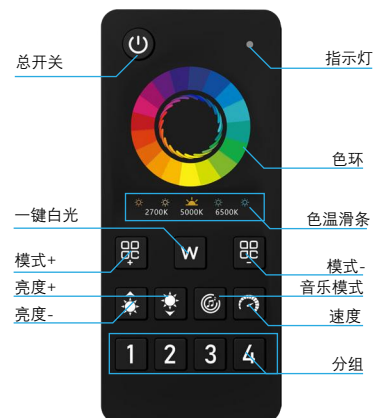 总开关
指示灯
色环
2700K 5000K 6500K
色温滑条
一键白光
W
模式+
模式-
亮度+
音乐模式
亮度-
速度
1 2 3 4
分组